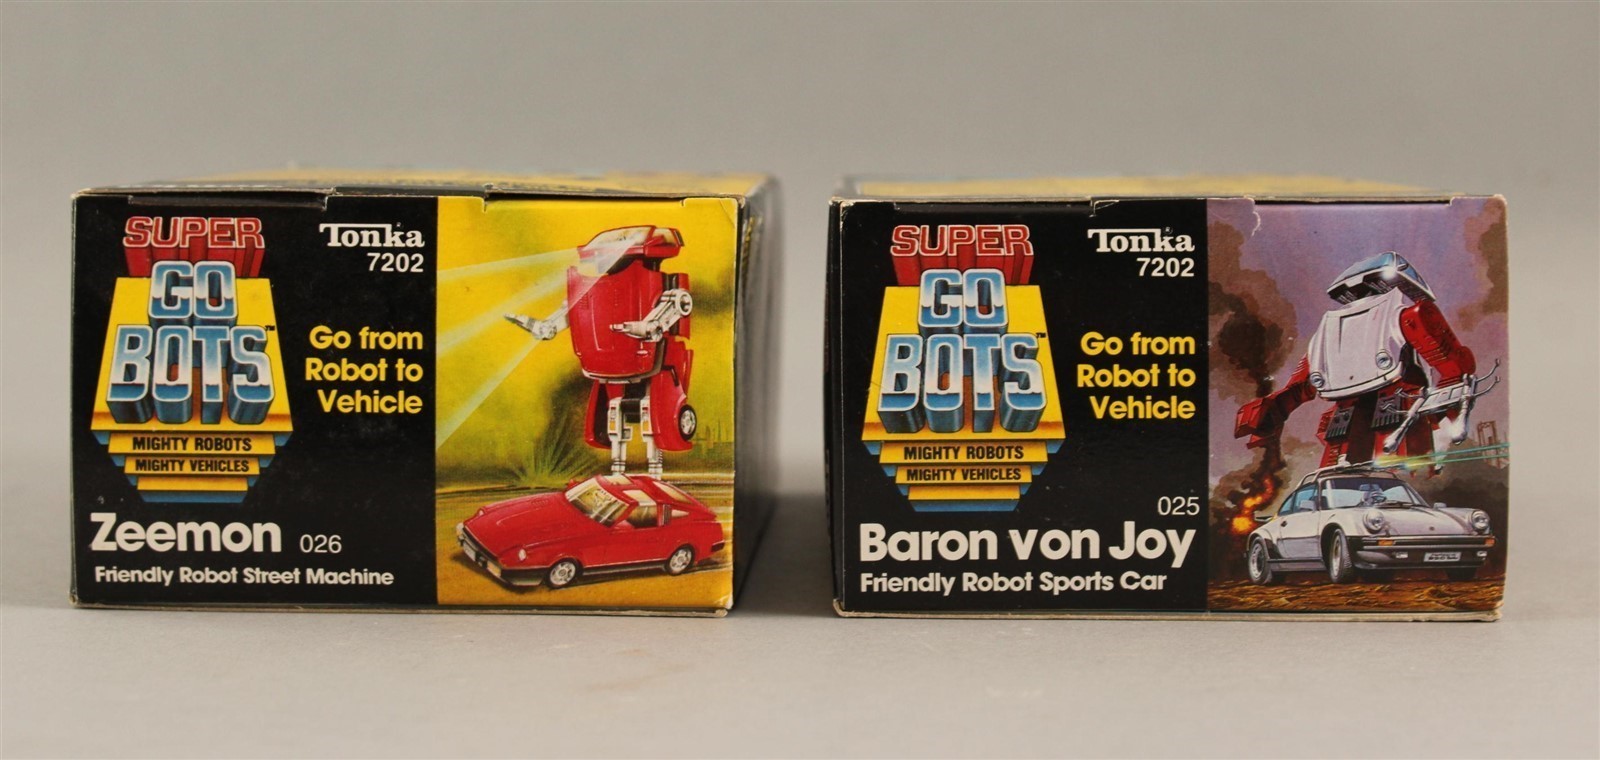 SUPER
GO
BOTS™
MIGHTY ROBOTS
MIGHTY VEHICLES
Tonka®
7202
Go from
Robot to
Vehicle
Zeemon 026
Friendly Robot Street Machine
SUPER
GO
BOTS™
MIGHTY ROBOTS
MIGHTY VEHICLES
Tonka®
7202
Go from
Robot to
Vehicle
025
Baron von Joy
Friendly Robot Sports Car